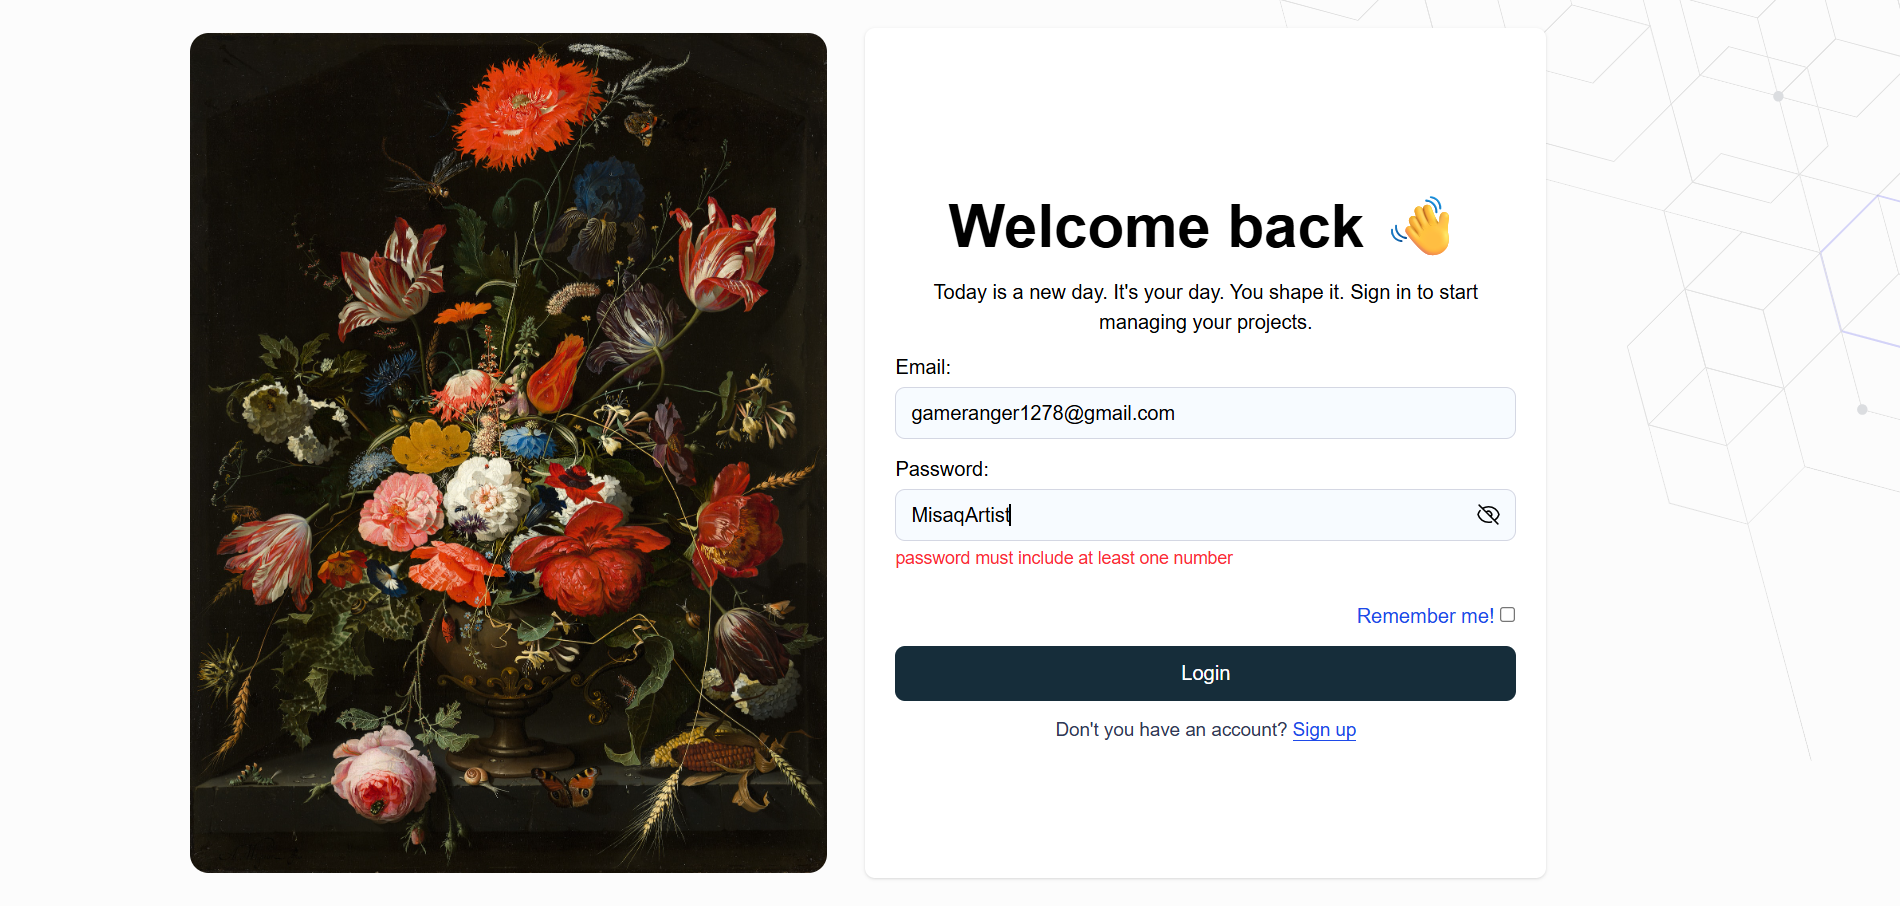 Welcome back 👋
Today is a new day. It's your day. You shape it. Sign in to start
managing your projects.
Email:
gameranger1278@gmail.com
Password:
MisaqArtist
password must include at least one number
Remember me!
Login
Don't you have an account? Sign up